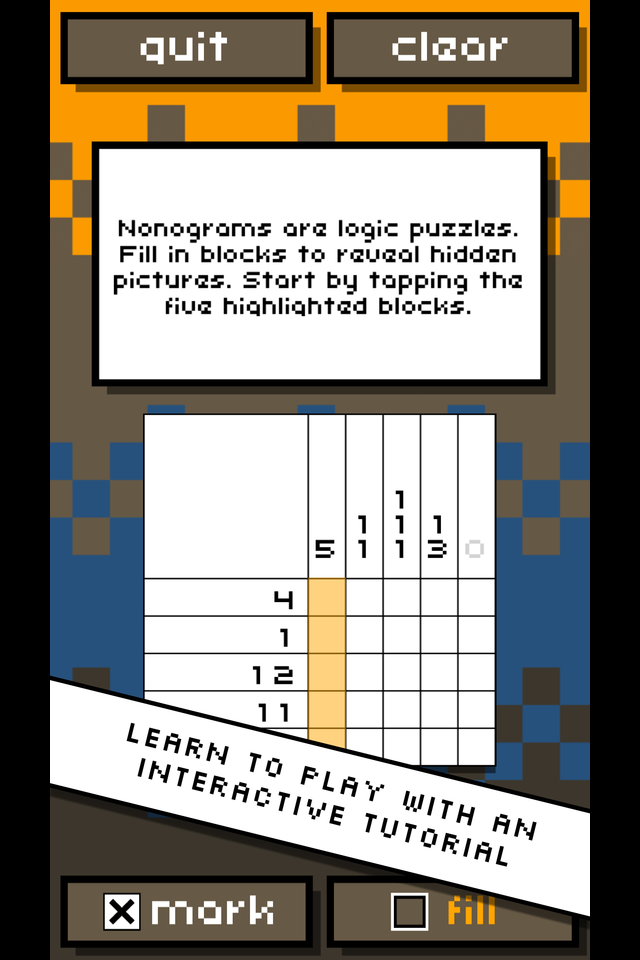 quit clear
Nonograms are logic puzzles.
Fill in blocks to reveal hidden
pictures. Start by tapping the
five highlighted blocks.
1
1 1 1
5 1 1 3 0
4
1
1 2
1 1
LEARN TO PLAY WITH AN
INTERACTIVE TUTORIAL
mark fill